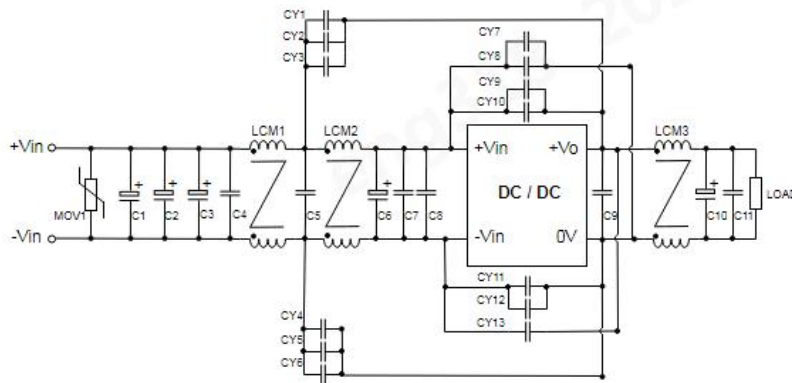 CY1
CY2
CY3
CY7
CY8
CY9
CY10
LCM1
LCM2
LCM3
+Vin
+Vin
+Vo
DC / DC
MOV1
C1
C2
C3
C4
C5
C6
C7
C8
C9
C10
C11
LOAD
-Vin
-Vin
0V
CY11
CY12
CY13
CY4
CY5
CY6